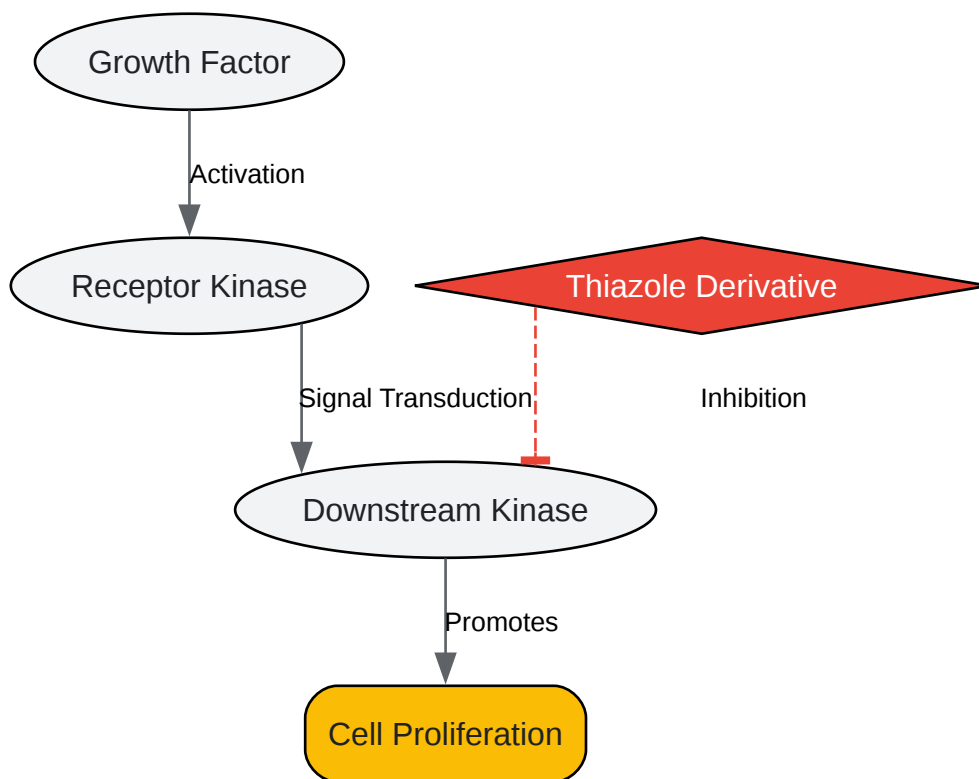 Growth Factor
Activation
Receptor Kinase
Thiazole Derivative
Signal Transduction
Inhibition
Downstream Kinase
Promotes
Cell Proliferation